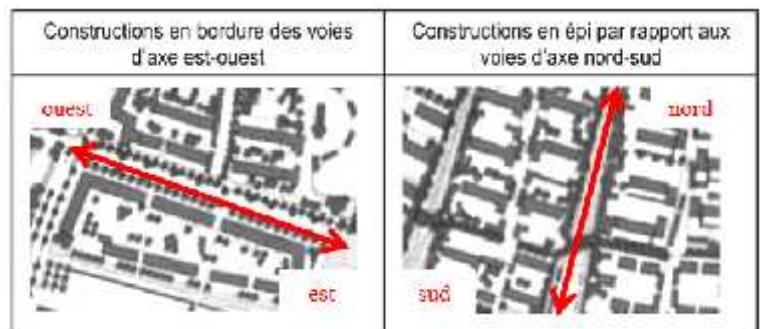 Constructions en bordure des voies
d'axe est-ouest
Constructions en épi par rapport aux
voies d'axe nord-sud
ouest
est
nord
sud